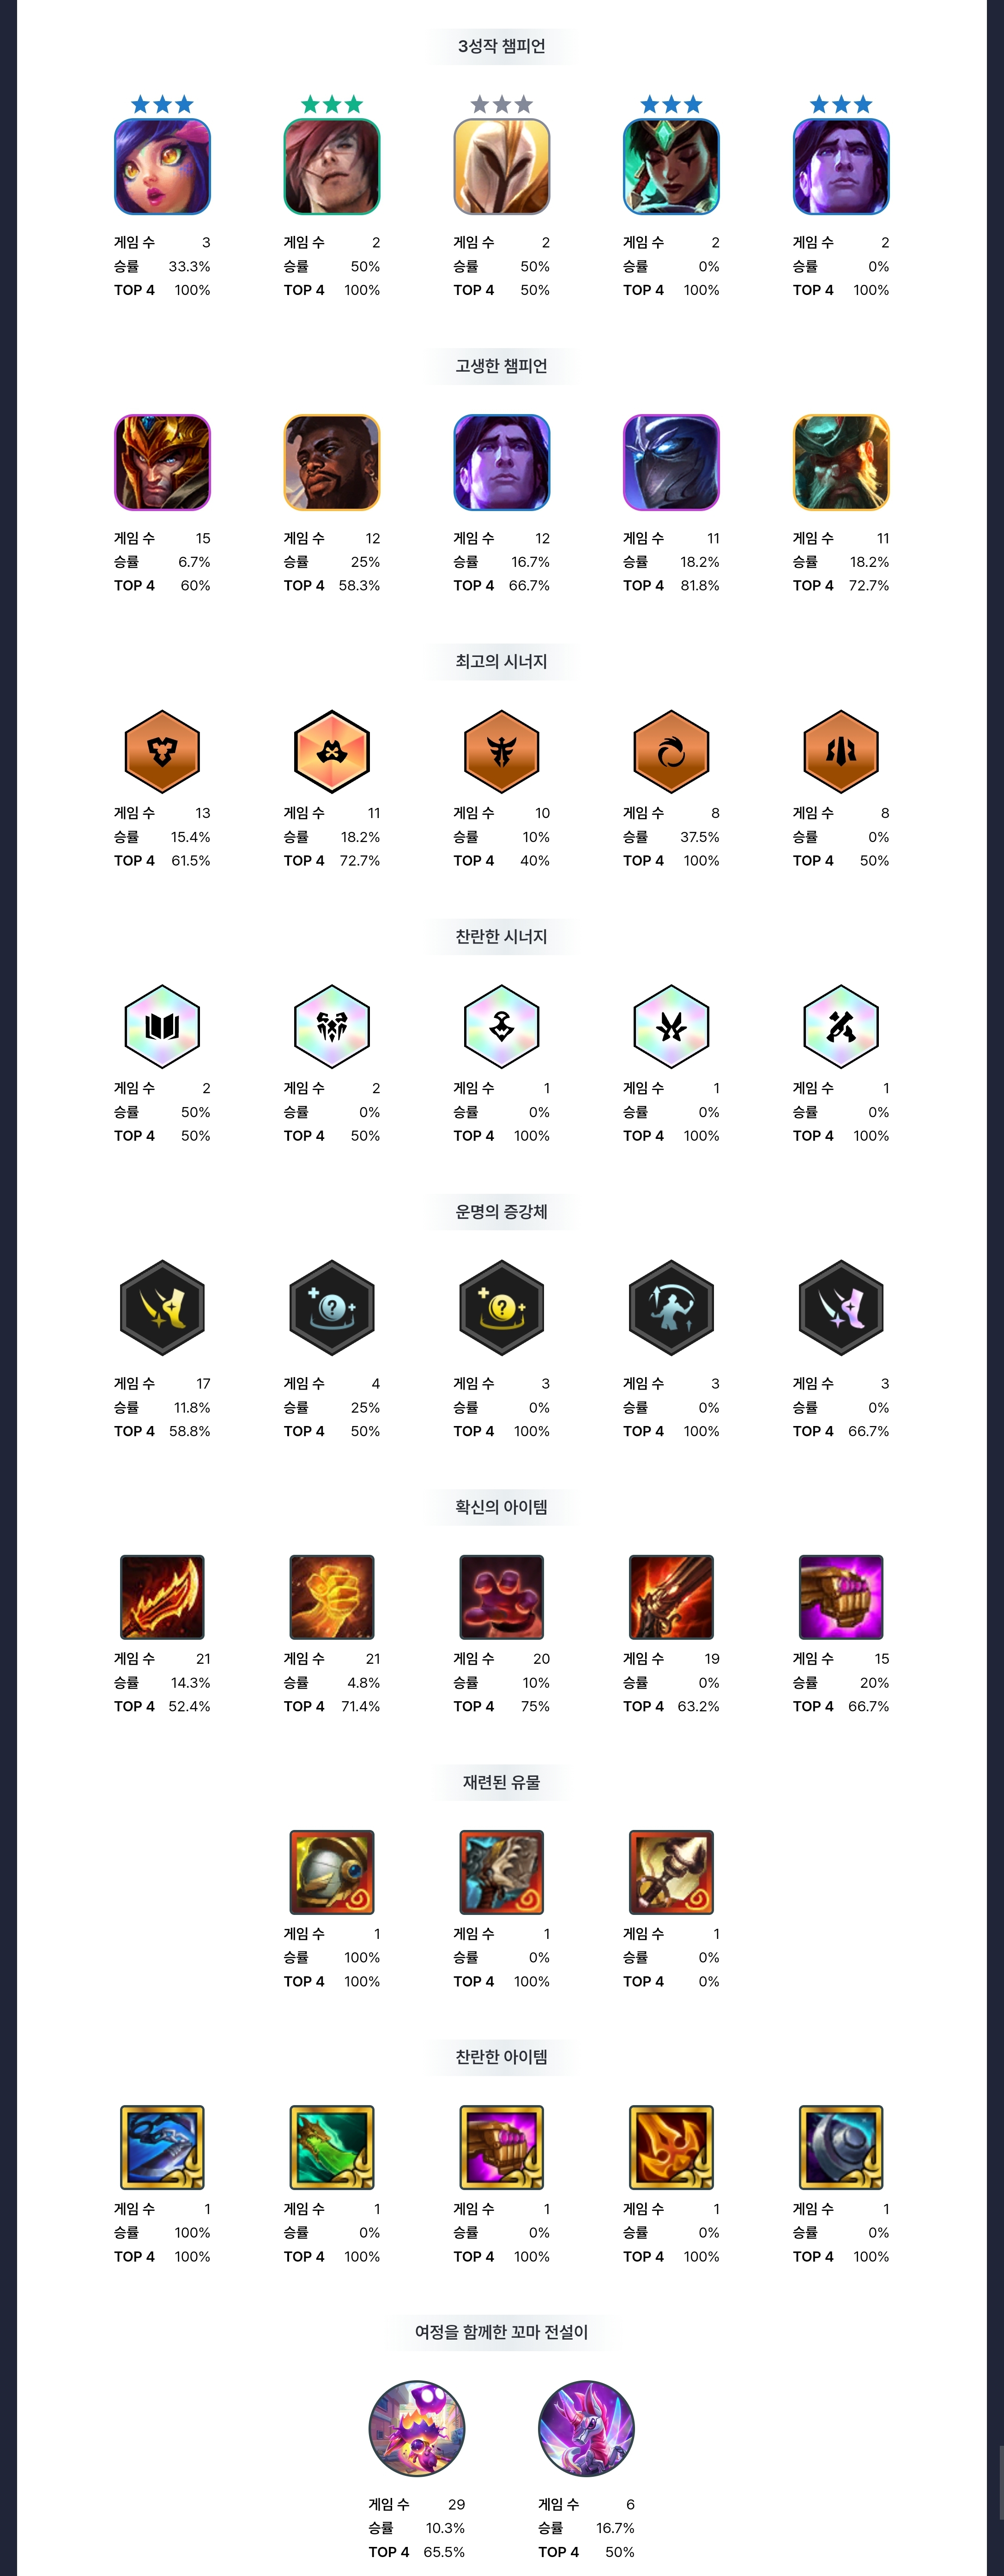 3성작 챔피언
게임 수 3 게임 수 2 게임 수 2 게임 수 2 게임 수 2
승률 33.3% 승률 50% 승률 50% 승률 0% 승률 0%
TOP 4 100% TOP 4 100% TOP 4 50% TOP 4 100% TOP 4 100%
고생한 챔피언
게임 수 15 게임 수 12 게임 수 12 게임 수 11 게임 수 11
승률 6.7% 승률 25% 승률 16.7% 승률 18.2% 승률 18.2%
TOP 4 60% TOP 4 58.3% TOP 4 66.7% TOP 4 81.8% TOP 4 72.7%
최고의 시너지
게임 수 13 게임 수 11 게임 수 10 게임 수 8 게임 수 8
승률 15.4% 승률 18.2% 승률 10% 승률 37.5% 승률 0%
TOP 4 61.5% TOP 4 72.7% TOP 4 40% TOP 4 100% TOP 4 50%
찬란한 시너지
게임 수 2 게임 수 2 게임 수 1 게임 수 1 게임 수 1
승률 50% 승률 0% 승률 0% 승률 0% 승률 0%
TOP 4 50% TOP 4 50% TOP 4 100% TOP 4 100% TOP 4 100%
운명의 증강체
게임 수 17 게임 수 4 게임 수 3 게임 수 3 게임 수 3
승률 11.8% 승률 25% 승률 0% 승률 0% 승률 0%
TOP 4 58.8% TOP 4 50% TOP 4 100% TOP 4 100% TOP 4 66.7%
확신의 아이템
게임 수 21 게임 수 21 게임 수 20 게임 수 19 게임 수 15
승률 14.3% 승률 4.8% 승률 10% 승률 0% 승률 20%
TOP 4 52.4% TOP 4 71.4% TOP 4 75% TOP 4 63.2% TOP 4 66.7%
재련된 유물
게임 수 1 게임 수 1 게임 수 1
승률 100% 승률 0% 승률 0%
TOP 4 100% TOP 4 100% TOP 4 0%
찬란한 아이템
게임 수 1 게임 수 1 게임 수 1 게임 수 1 게임 수 1
승률 100% 승률 0% 승률 0% 승률 0% 승률 0%
TOP 4 100% TOP 4 100% TOP 4 100% TOP 4 100% TOP 4 100%
여정을 함께한 꼬마 전설이
게임 수 29 게임 수 6
승률 10.3% 승률 16.7%
TOP 4 65.5% TOP 4 50%